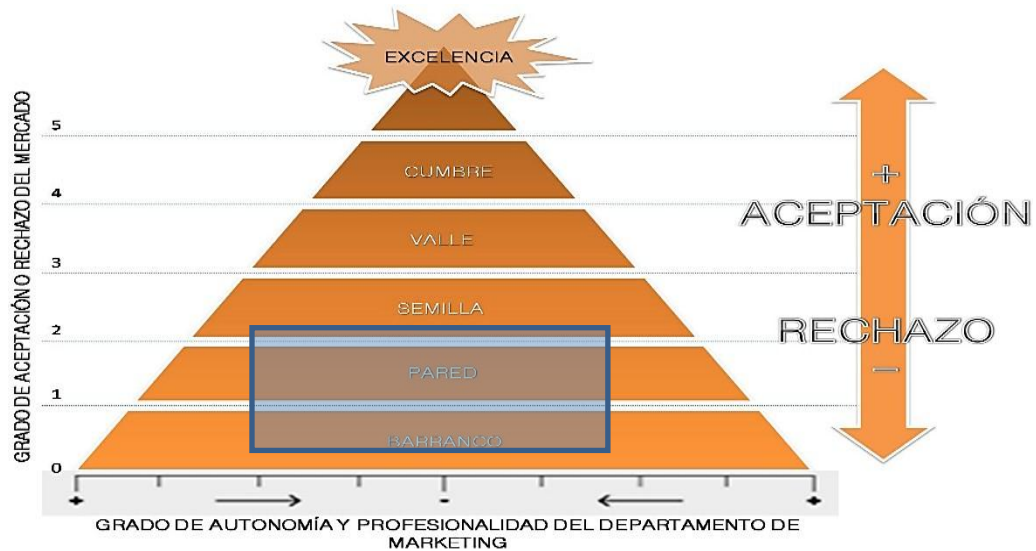 EXCELENCIA
GRADO DE ACEPTACIÓN O RECHAZO DEL MERCADO
5
CUMBRE
4
+
ACEPTACIÓN
VALLE
3
SEMILLA
2
RECHAZO
-
PARED
1
BARRANCO
0
+ - +
GRADO DE AUTONOMÍA Y PROFESIONALIDAD DEL DEPARTAMENTO DE
MARKETING